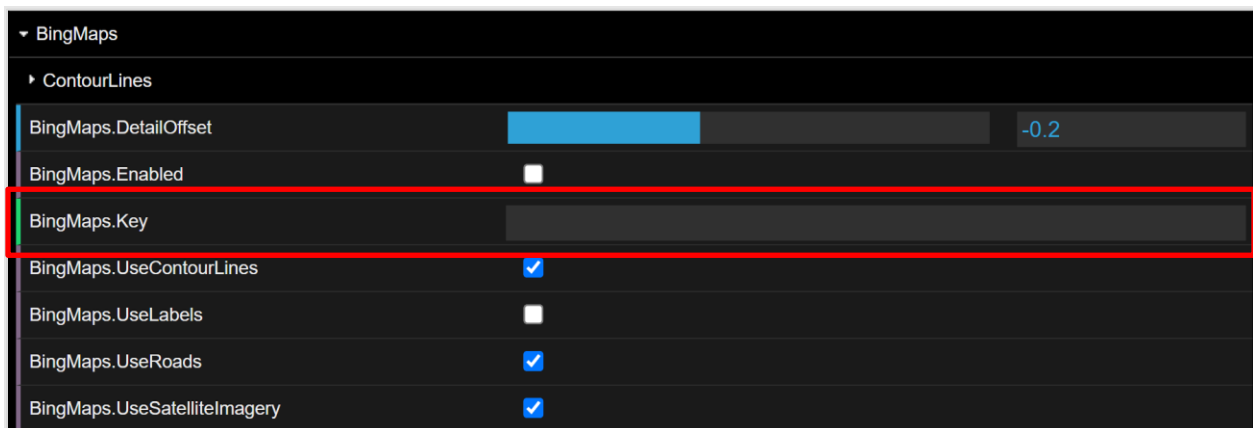 BingMaps
ContourLines
BingMaps.DetailOffset -0.2
BingMaps.Enabled
BingMaps.Key
BingMaps.UseContourLines
BingMaps.UseLabels
BingMaps.UseRoads
BingMaps.UseSatelliteImagery